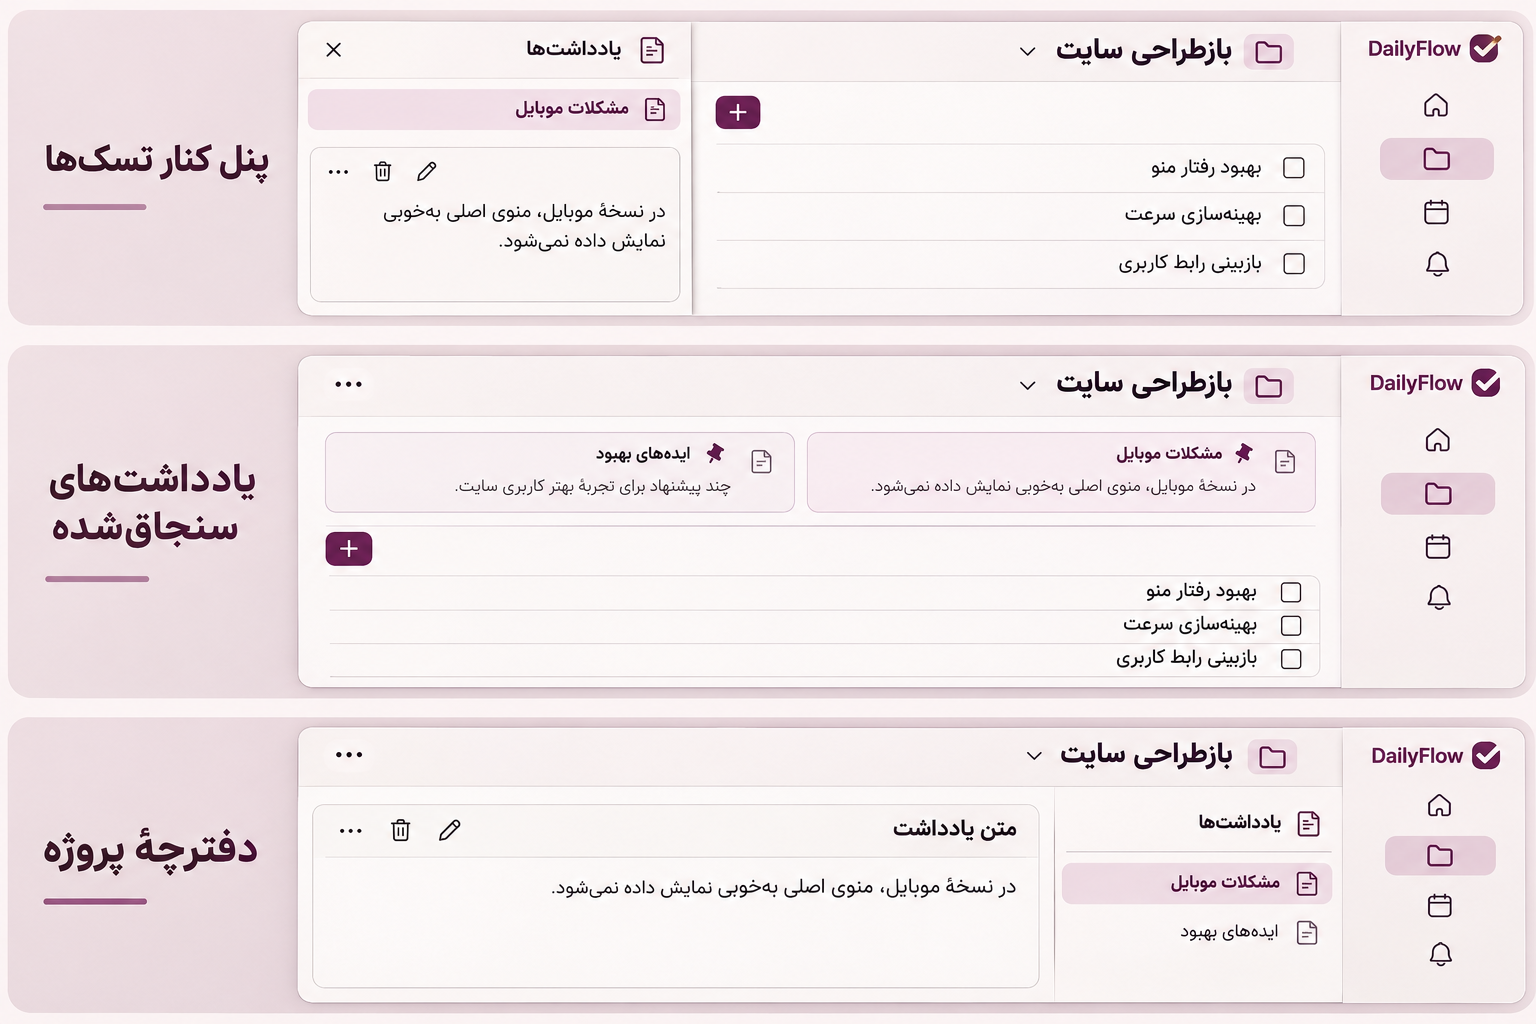 DailyFlow
بازطراحی سایت
بهبود رفتار منو
بهینه‌سازی سرعت
بازبینی رابط کاربری
یادداشت‌ها
مشکلات موبایل
در نسخهٔ موبایل، منوی اصلی به‌خوبی
نمایش داده نمی‌شود.
پنل کنار تسک‌ها
DailyFlow
بازطراحی سایت
مشکلات موبایل
در نسخهٔ موبایل، منوی اصلی به‌خوبی نمایش داده نمی‌شود.
ایده‌های بهبود
چند پیشنهاد برای تجربهٔ بهتر کاربری سایت.
بهبود رفتار منو
بهینه‌سازی سرعت
بازبینی رابط کاربری
یادداشت‌های
سنجاق‌شده
DailyFlow
بازطراحی سایت
یادداشت‌ها
مشکلات موبایل
ایده‌های بهبود
متن یادداشت
در نسخهٔ موبایل، منوی اصلی به‌خوبی نمایش داده نمی‌شود.
دفترچهٔ پروژه